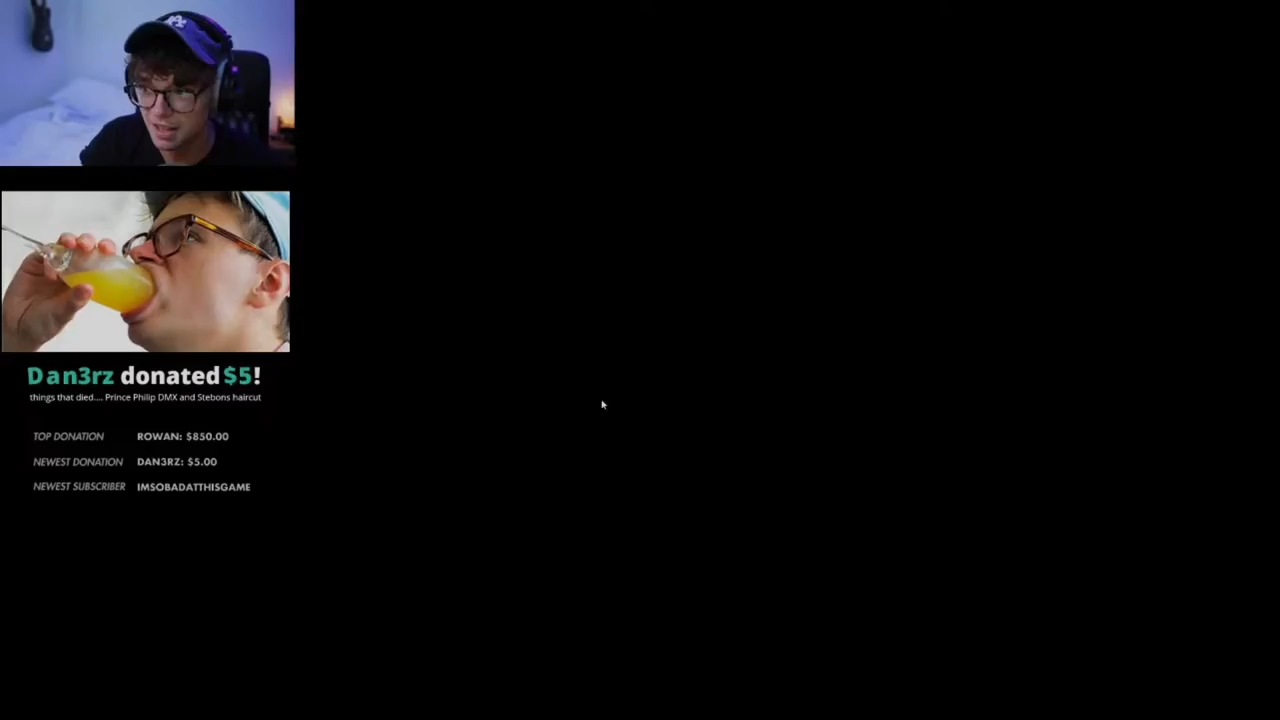 Dan3rz donated $5!
things that died.... Prince Philip DMX and Stebons haircut
TOP DONATION ROWAN: $850.00
NEWEST DONATION DAN3RZ: $5.00
NEWEST SUBSCRIBER IMSOBADATTHISGAME